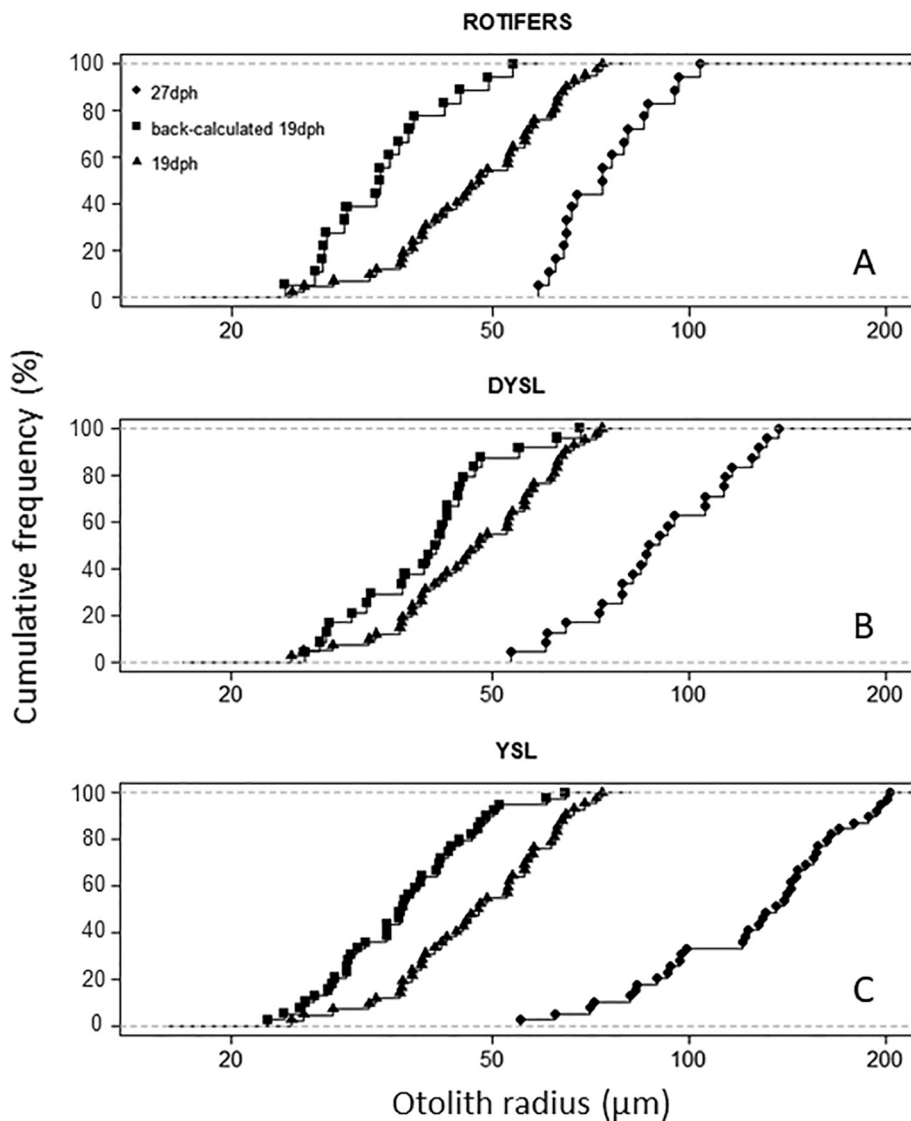 ROTIFERS
100
80
60
40
20
0
27dph
back-calculated 19dph
19dph
A
20 50 100 200
DYSL
100
80
60
40
20
0
B
20 50 100 200
Cumulative frequency (%)
YSL
100
80
60
40
20
0
C
20 50 100 200
Otolith radius (μm)